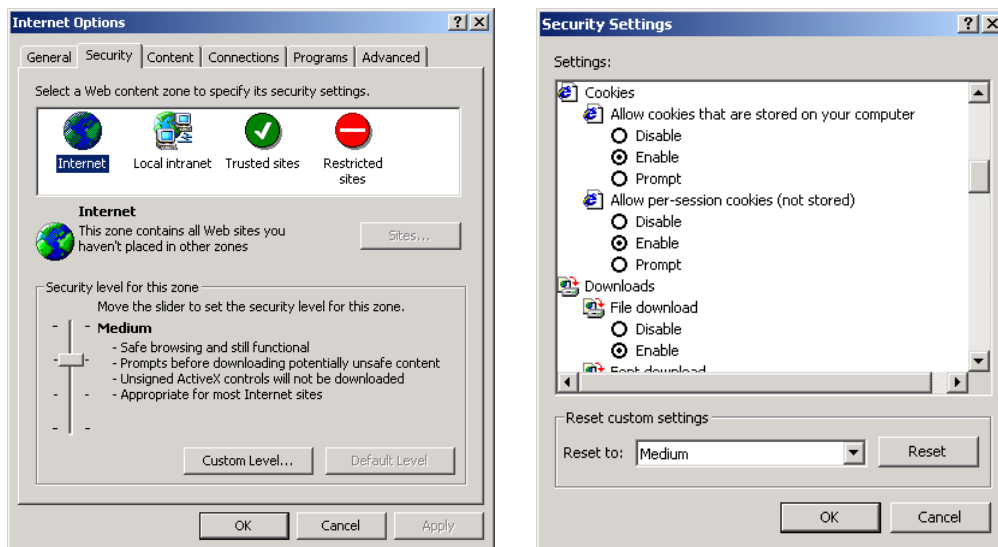 Internet Options
General Security Content Connections Programs Advanced
Select a Web content zone to specify its security settings.
Internet Local intranet Trusted sites Restricted
sites
Internet
This zone contains all Web sites you
haven't placed in other zones
Sites...
Security level for this zone
Move the slider to set the security level for this zone.
Medium
- Safe browsing and still functional
- Prompts before downloading potentially unsafe content
- Unsigned ActiveX controls will not be downloaded
- Appropriate for most Internet sites
Custom Level... Default Level
OK Cancel Apply
Security Settings
Settings:
Cookies
Allow cookies that are stored on your computer
Disable
Enable
Prompt
Allow per-session cookies (not stored)
Disable
Enable
Prompt
Downloads
File download
Disable
Enable
Font download
Reset custom settings
Reset to: Medium Reset
OK Cancel